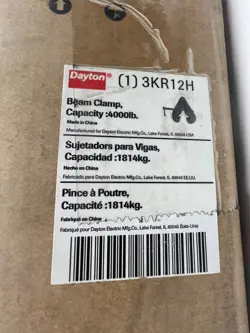 Dayton® (1) 3KR12H
Beam Clamp,
Capacity :4000lb.
Made in China
Manufactured for Dayton Electric Mfg.Co., Lake Forest, IL 60045 USA
Sujetadores para Vigas,
Capacidad :1814kg.
Hecho en China
Fabricado para Dayton Electric Mfg.Co., Lake Forest, IL 60045 EE.UU.
Pince à Poutre,
Capacité :1814kg.
Fabriqué en Chine
Fabriqué pour Dayton Electric Mfg.Co., Lake Forest, IL 60045 États-Unis